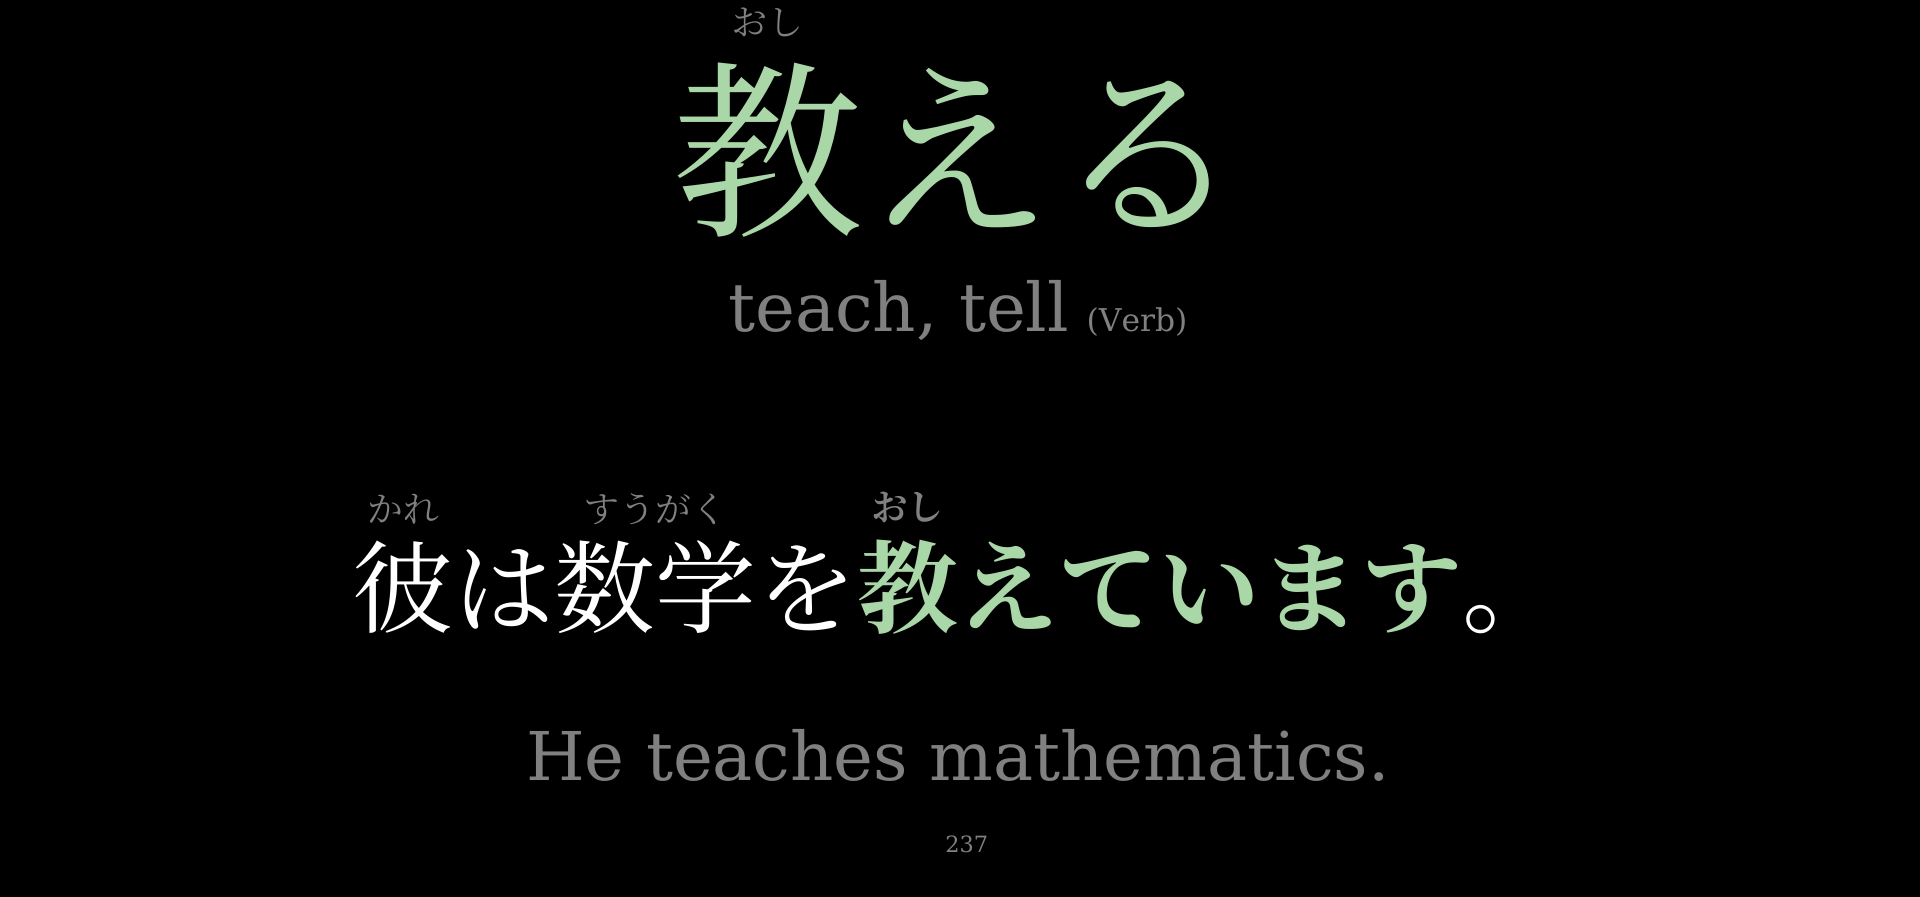 おし
教える
teach, tell (Verb)
かれ すうがく おし
彼は数学を教えています。
He teaches mathematics.
237